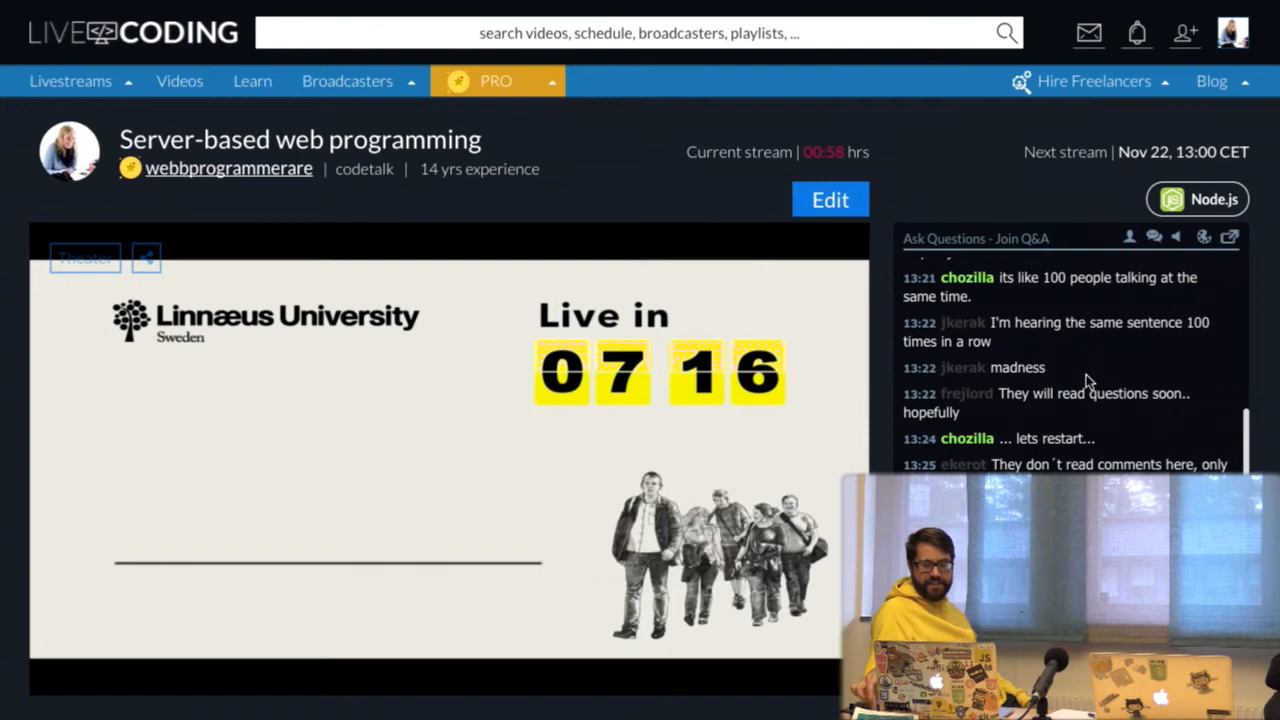 LIVE CODING
search videos, schedule, broadcasters, playlists, ...
Livestreams Videos Learn Broadcasters PRO Hire Freelancers Blog
Server-based web programming
webbprogrammerare | codetalk | 14 yrs experience
Current stream | 00:58 hrs
Next stream | Nov 22, 13:00 CET
Edit
JS Node.js
Theater
Ask Questions - Join Q&A
Linnæus University
Sweden
Live in
07 16
13:21 chozilla its like 100 people talking at the
same time.
13:22 jkerak I'm hearing the same sentence 100
times in a row
13:22 jkerak madness
13:22 frejlord They will read questions soon..
hopefully
13:24 chozilla ... lets restart...
13:25 ekerot They don´t read comments here, only
JS